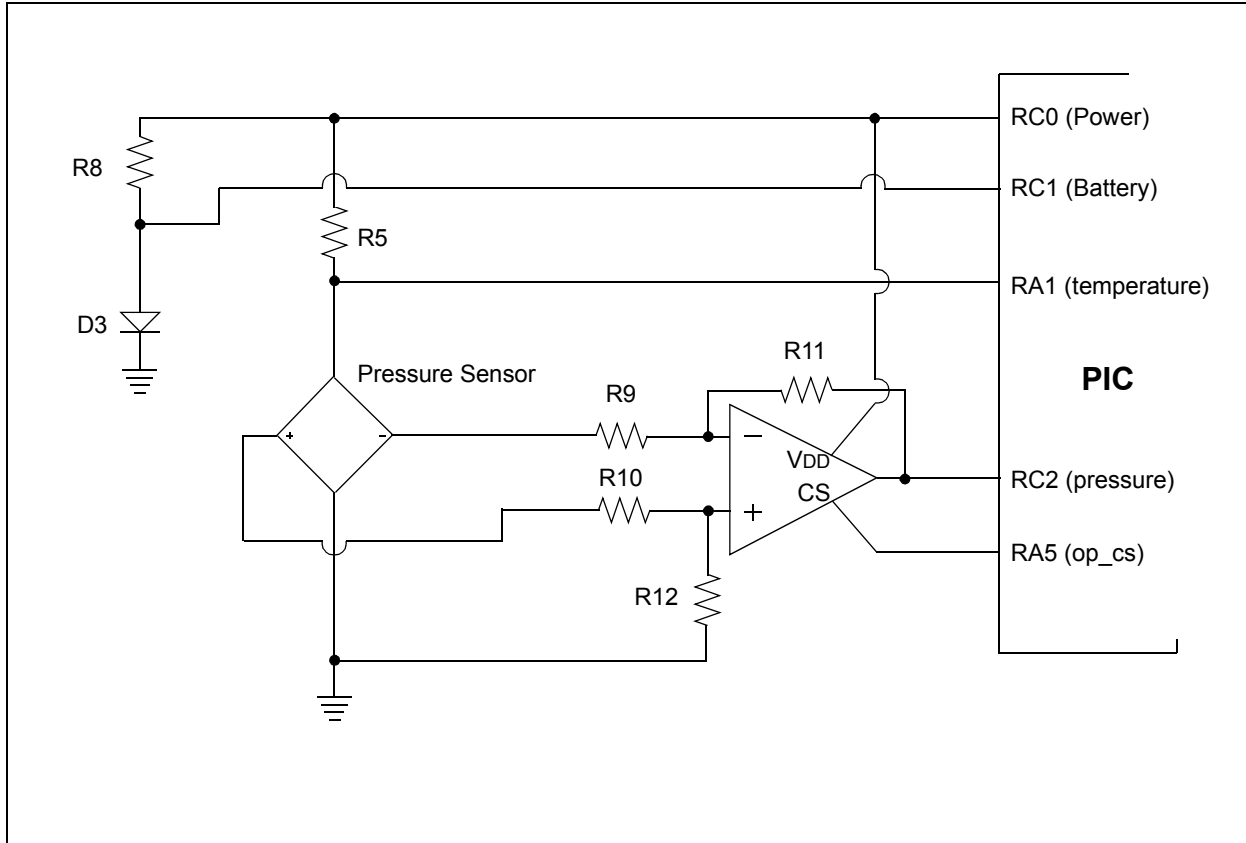 RC0 (Power)
R8
RC1 (Battery)
R5
RA1 (temperature)
D3
R11
Pressure Sensor
PIC
R9
+
-
−
VDD
R10
CS
RC2 (pressure)
+
RA5 (op_cs)
R12